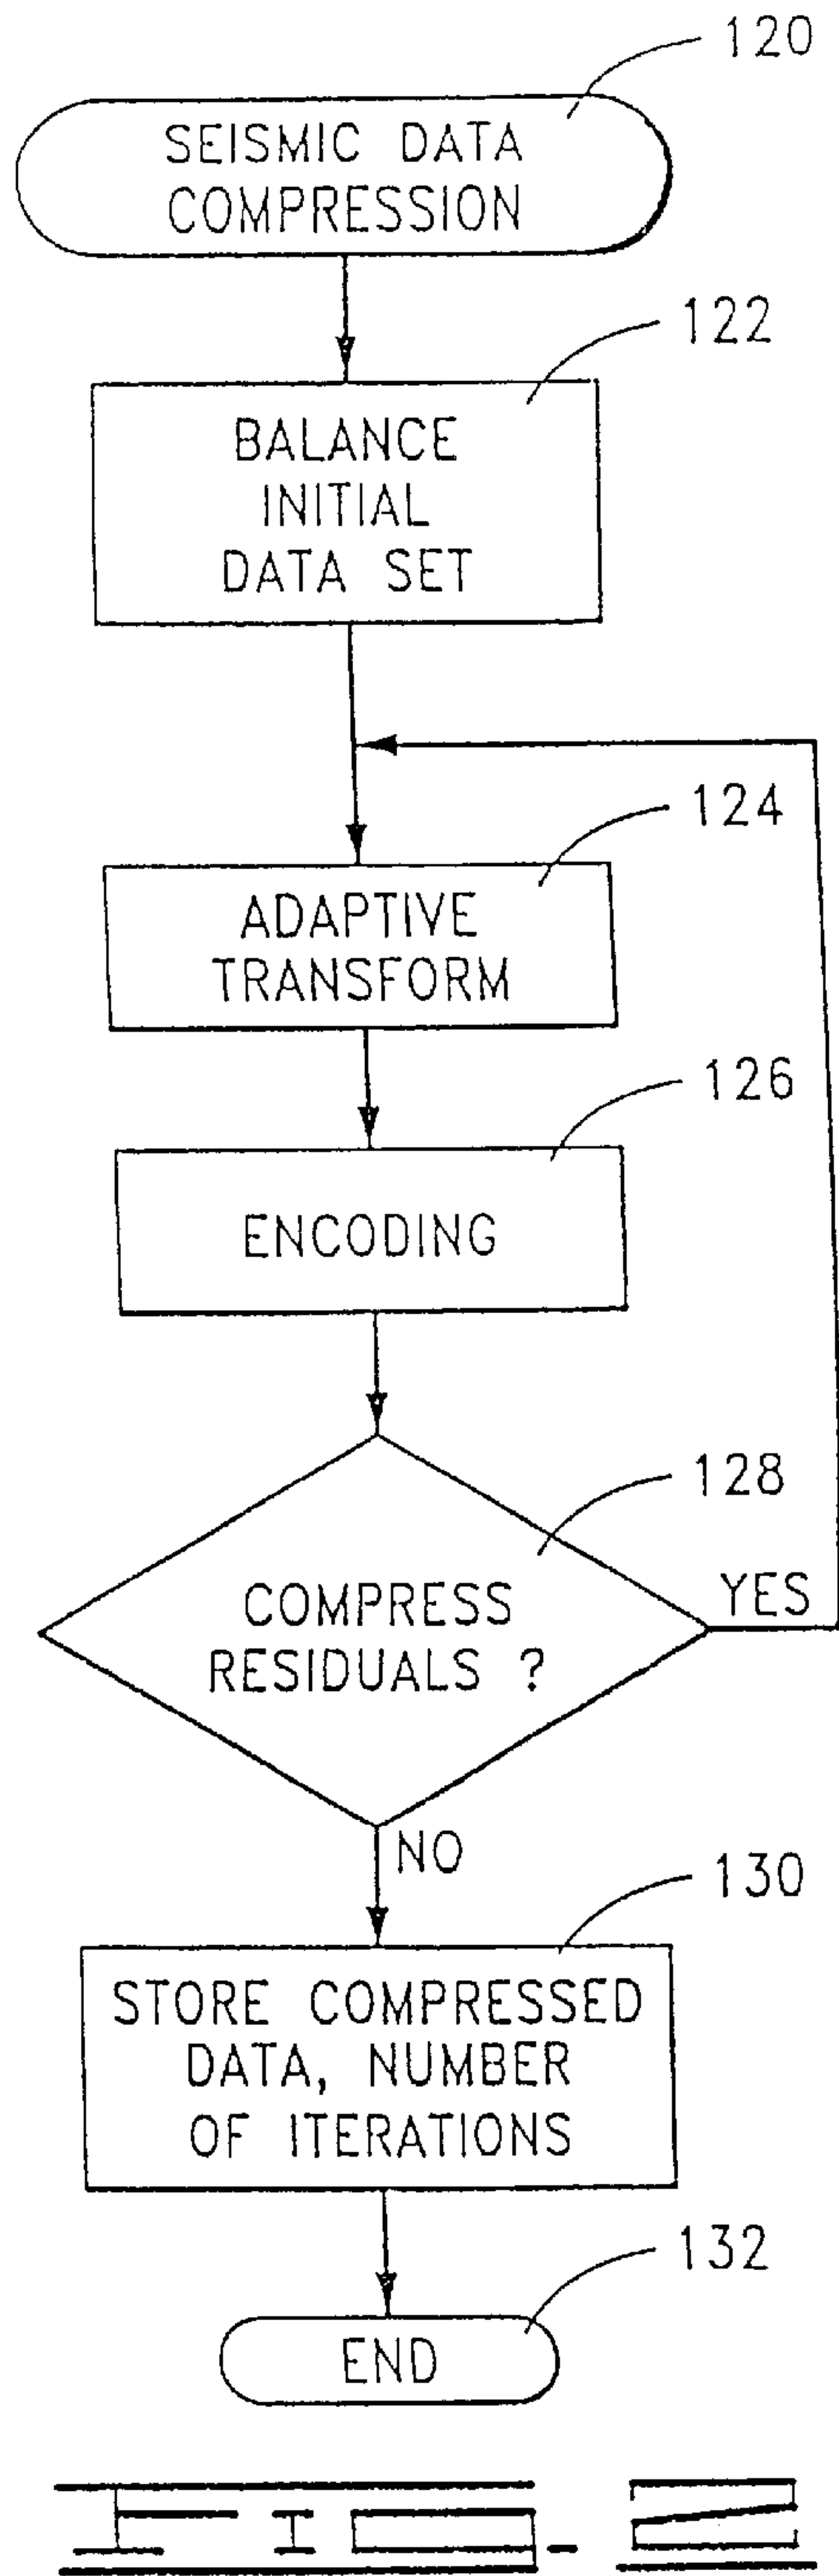 120
SEISMIC DATA
COMPRESSION
122
BALANCE
INITIAL
DATA SET
124
ADAPTIVE
TRANSFORM
126
ENCODING
128
COMPRESS
RESIDUALS ?
YES
NO
130
STORE COMPRESSED
DATA, NUMBER
OF ITERATIONS
132
END
FIG. 2